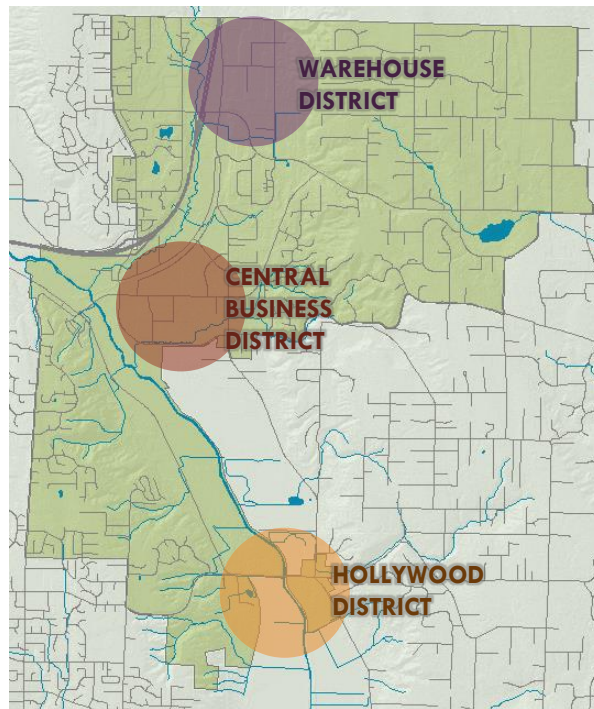 WAREHOUSE
DISTRICT
CENTRAL
BUSINESS
DISTRICT
HOLLYWOOD
DISTRICT